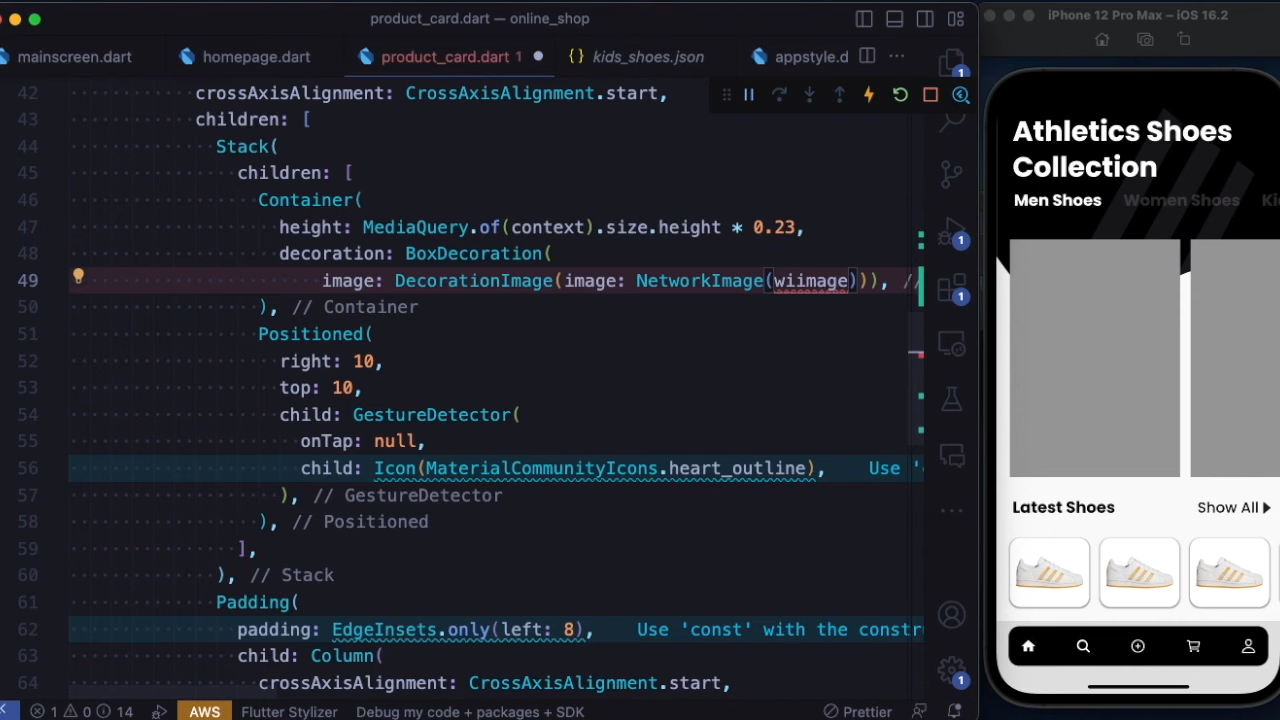 product_card.dart — online_shop
iPhone 12 Pro Max – iOS 16.2
mainscreen.dart homepage.dart product_card.dart 1 {} kids_shoes.json appstyle.d
42 crossAxisAlignment: CrossAxisAlignment.start,
43 children: [
44 Stack(
45 children: [
46 Container(
47 height: MediaQuery.of(context).size.height * 0.23,
48 decoration: BoxDecoration(
49 image: DecorationImage(image: NetworkImage(wiimage))), //
50 ), // Container
51 Positioned(
52 right: 10,
53 top: 10,
54 child: GestureDetector(
55 onTap: null,
56 child: Icon(MaterialCommunityIcons.heart_outline), Use '
57 ), // GestureDetector
58 ), // Positioned
59 ],
60 ), // Stack
61 Padding(
62 padding: EdgeInsets.only(left: 8), Use 'const' with the constr
63 child: Column(
64 crossAxisAlignment: CrossAxisAlignment.start,
1
1
1
1
1 0 14 AWS Flutter Stylizer Debug my code + packages + SDK Prettier
Athletics Shoes
Collection
Men Shoes Women Shoes Ki
Latest Shoes Show All